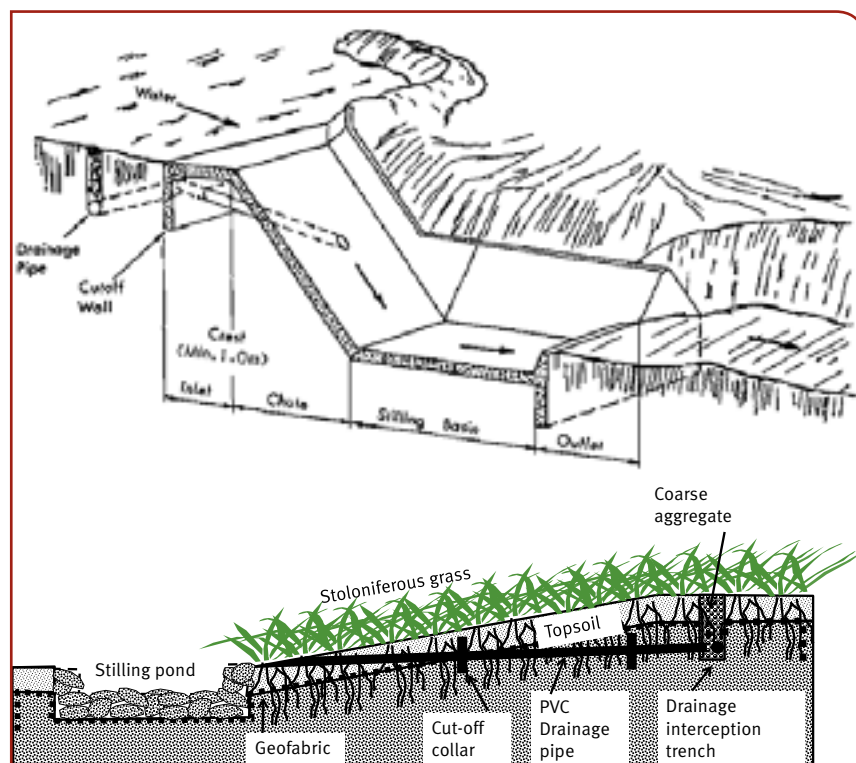 Water
Drainage
Pipe
Cutoff
Wall
Crest
(Min. 1.0m)
Inlet
Chute
Stilling Basin
Outlet
Coarse
aggregate
Stoloniferous grass
Topsoil
Stilling pond
Geofabric
Cut-off
collar
PVC
Drainage
pipe
Drainage
interception
trench